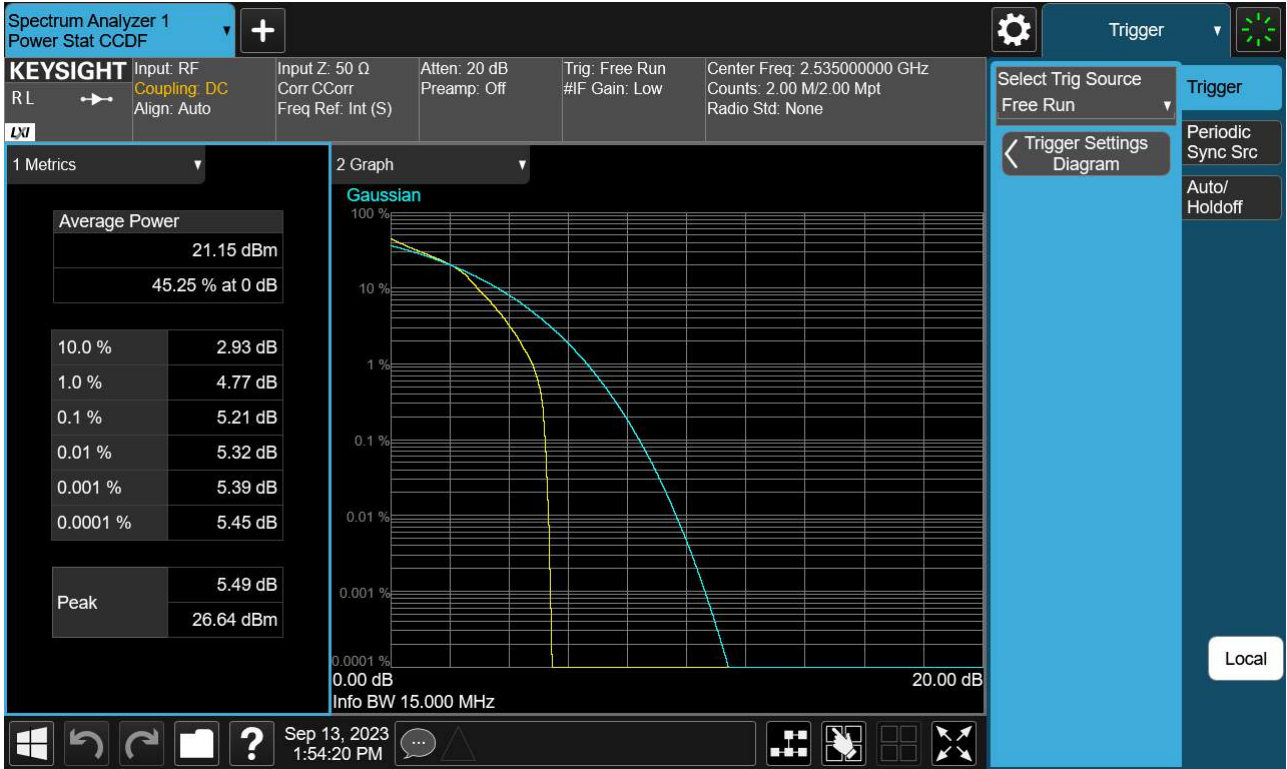 Spectrum Analyzer 1
Power Stat CCDF
+
Trigger
KEYSIGHT
R L
LXI
Input: RF
Coupling: DC
Align: Auto
Input Z: 50 Ω
Corr CCorr
Freq Ref: Int (S)
Atten: 20 dB
Preamp: Off
Trig: Free Run
#IF Gain: Low
Center Freq: 2.535000000 GHz
Counts: 2.00 M/2.00 Mpt
Radio Std: None
Select Trig Source
Free Run
Trigger Settings
Diagram
Trigger
Periodic
Sync Src
Auto/
Holdoff
1 Metrics
Average Power
21.15 dBm
45.25 % at 0 dB
10.0 % 2.93 dB
1.0 % 4.77 dB
0.1 % 5.21 dB
0.01 % 5.32 dB
0.001 % 5.39 dB
0.0001 % 5.45 dB
Peak
5.49 dB
26.64 dBm
2 Graph
Gaussian
100 %
10 %
1 %
0.1 %
0.01 %
0.001 %
0.0001 %
0.00 dB 20.00 dB
Info BW 15.000 MHz
Local
?
Sep 13, 2023
1:54:20 PM